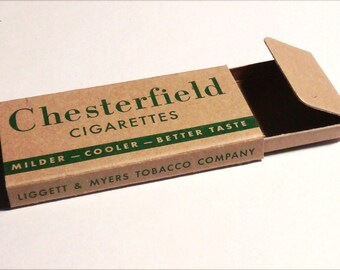 Chesterfield
CIGARETTES
MILDER — COOLER — BETTER TASTE
LIGGETT & MYERS TOBACCO COMPANY